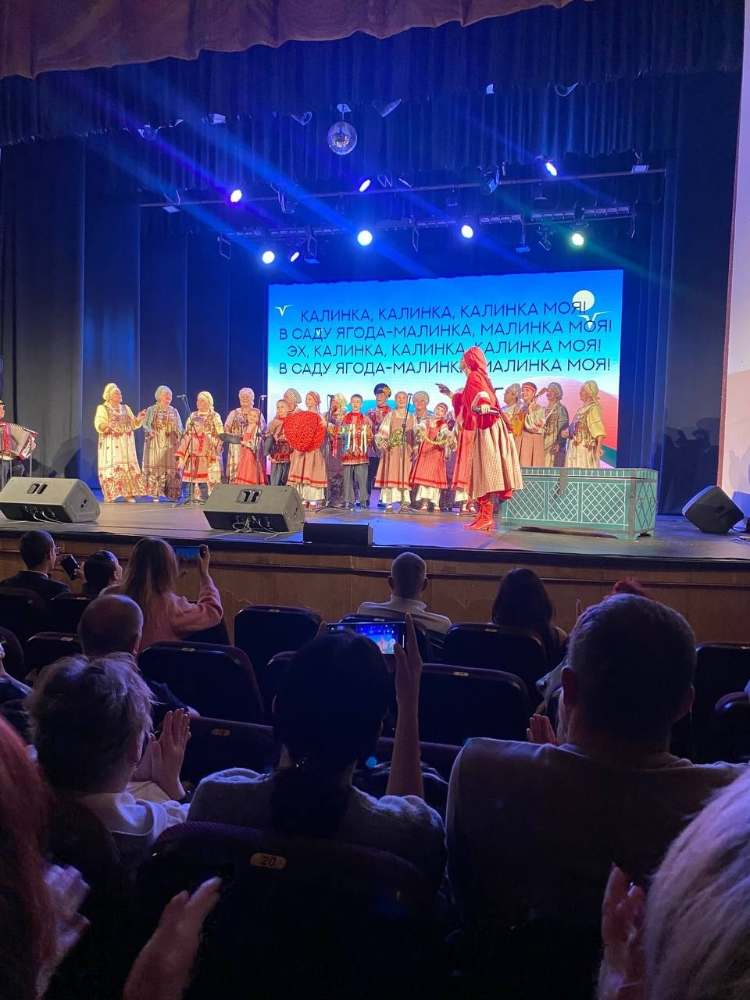 КАЛИНКА, КАЛИНКА, КАЛИНКА МОЯ!
В САДУ ЯГОДА-МАЛИНКА, МАЛИНКА МОЯ!
ЭХ, КАЛИНКА, КАЛИНКА, КАЛИНКА МОЯ!
В САДУ ЯГОДА-МАЛИНКА, МАЛИНКА МОЯ!
20